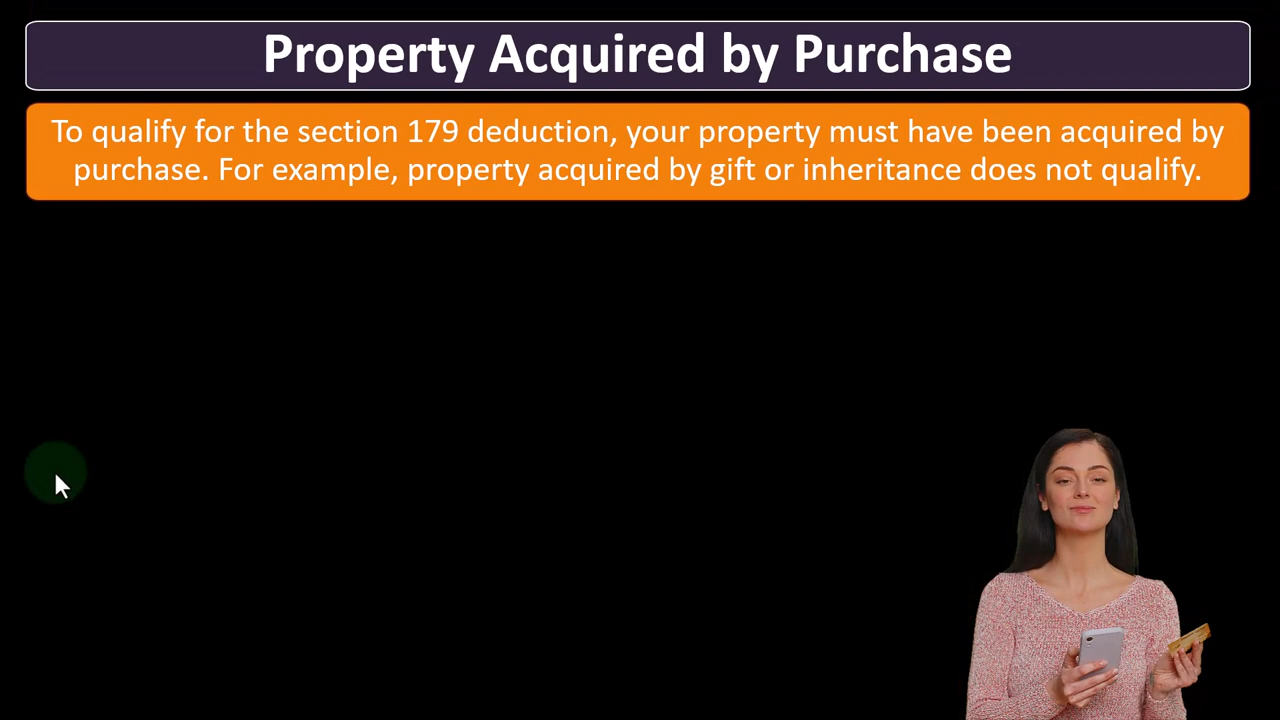 Property Acquired by Purchase
To qualify for the section 179 deduction, your property must have been acquired by
purchase. For example, property acquired by gift or inheritance does not qualify.